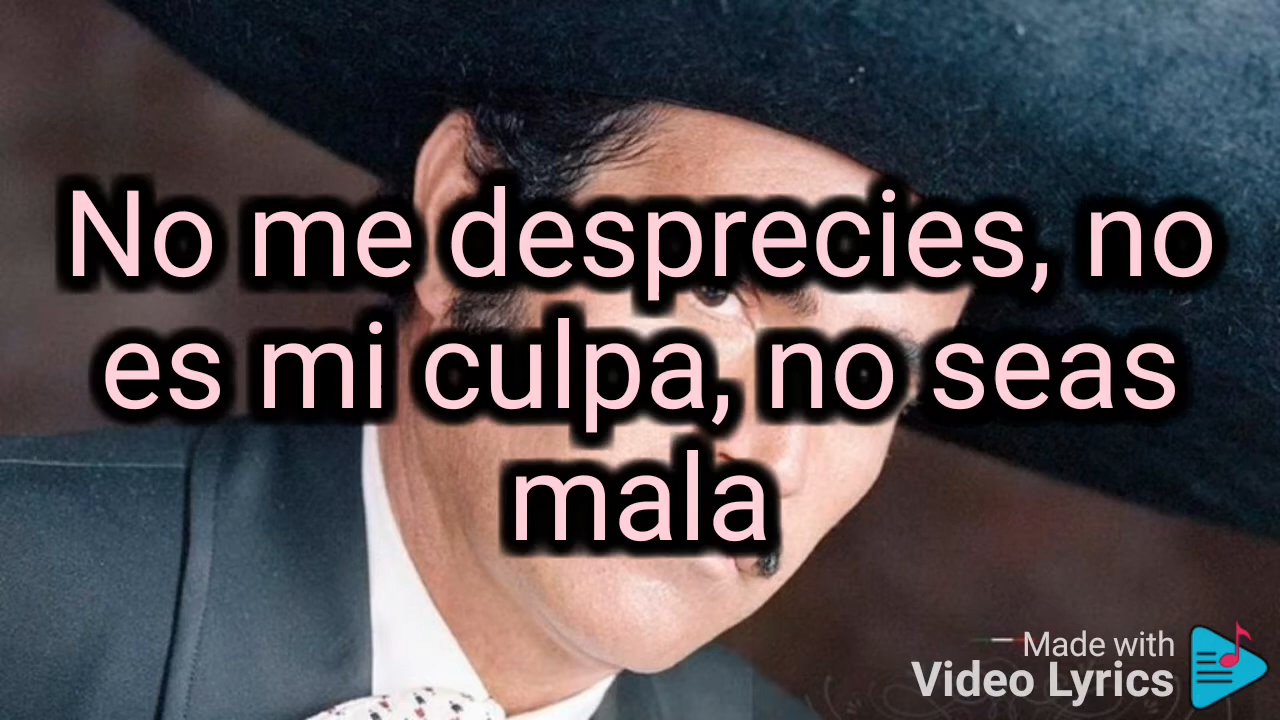 No me desprecies, no
es mi culpa, no seas
mala
Made with
Video Lyrics